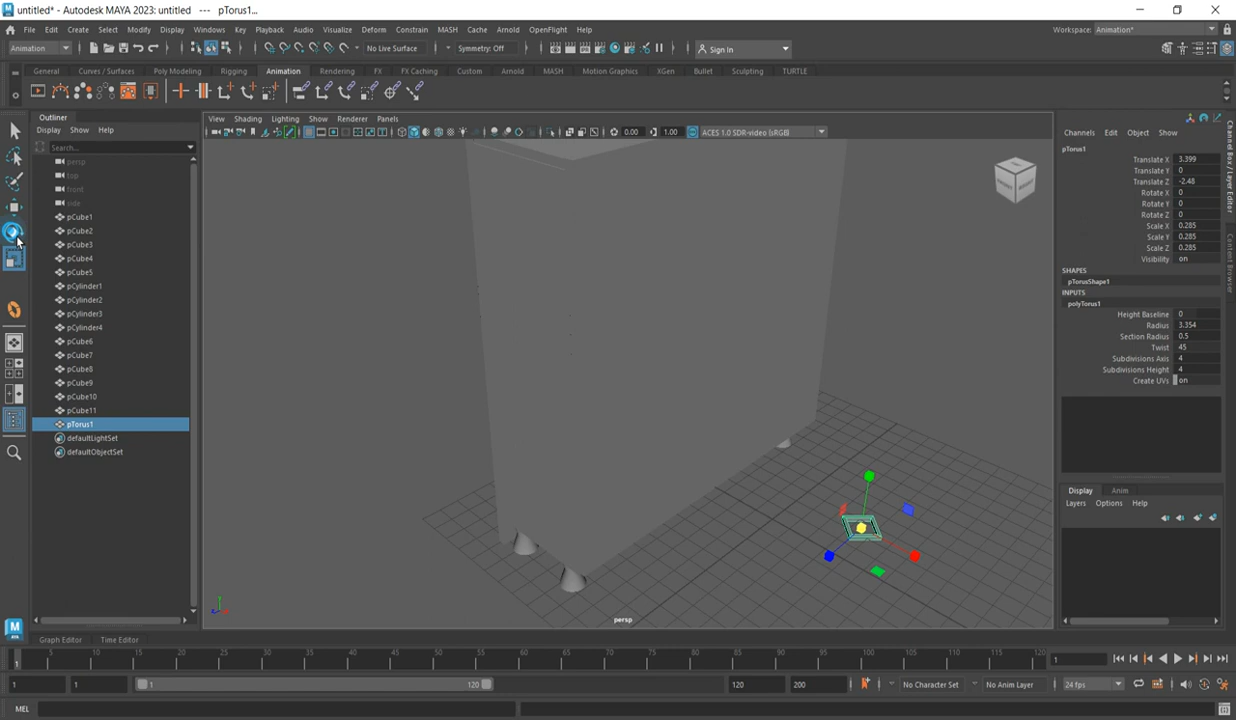 untitled* - Autodesk MAYA 2023: untitled --- pTorus1...
File Edit Create Select Modify Display Windows Key Playback Audio Visualize Deform Constrain MASH Cache Arnold OpenFlight Help
Workspace: Animation*
Animation No Live Surface Symmetry: Off Sign In
General Curves / Surfaces Poly Modeling Rigging Animation Rendering FX FX Caching Custom Arnold MASH Motion Graphics XGen Bullet Sculpting TURTLE
Outliner
Display Show Help
Search...
persp
top
front
side
pCube1
pCube2
pCube3
pCube4
pCube5
pCylinder1
pCylinder2
pCylinder3
pCylinder4
pCube6
pCube7
pCube8
pCube9
pCube10
pCube11
pTorus1
defaultLightSet
defaultObjectSet
View Shading Lighting Show Renderer Panels
0.00 1.00 ACES 1.0 SDR-video (sRGB)
persp
Channels Edit Object Show
pTorus1
Translate X 3.399
Translate Y 0
Translate Z -2.48
Rotate X 0
Rotate Y 0
Rotate Z 0
Scale X 0.285
Scale Y 0.285
Scale Z 0.285
Visibility on
SHAPES
pTorusShape1
INPUTS
polyTorus1
Height Baseline 0
Radius 3.354
Section Radius 0.5
Twist 45
Subdivisions Axis 4
Subdivisions Height 4
Create UVs on
Display Anim
Layers Options Help
Channel Box / Layer Editor
Content Browser
Graph Editor Time Editor
5 10 15 20 25 30 35 40 45 50 55 60 65 70 75 80 85 90 95 100 105 110 115 120
1
1 1 1 120 120 200 No Character Set No Anim Layer 24 fps
MEL